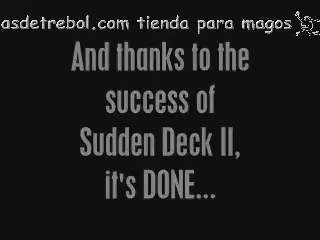 asdetrebol.com tienda para magos
And thanks to the
success of
Sudden Deck II,
it's DONE...